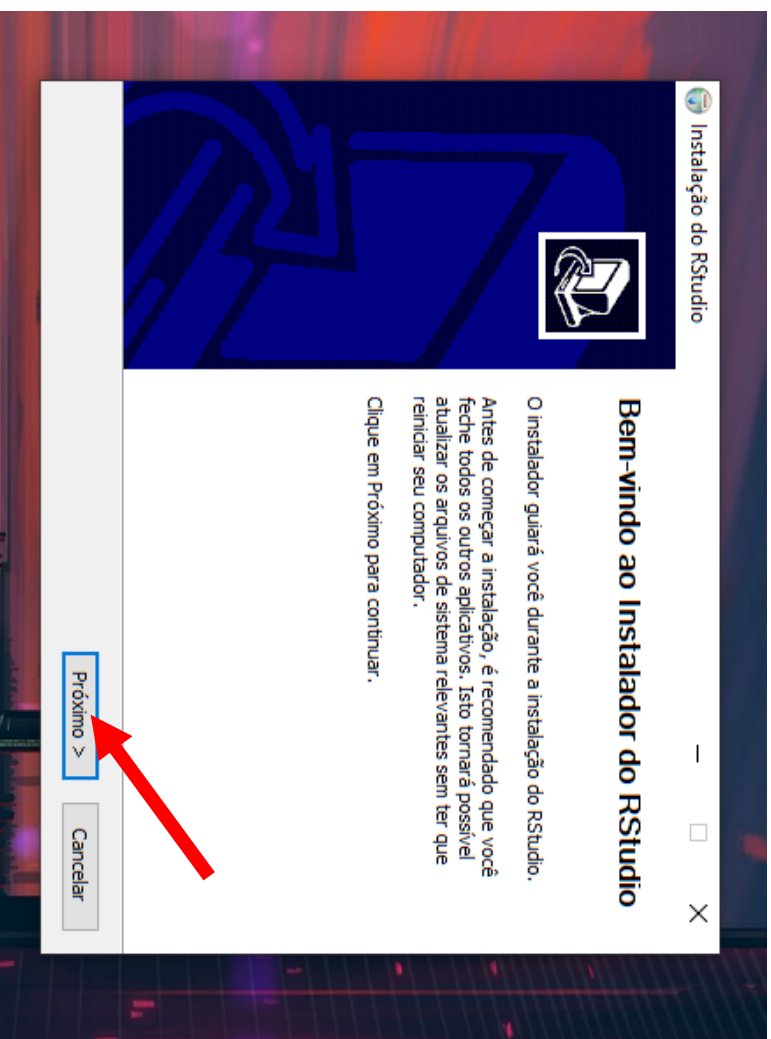 Instalação do RStudio
Bem-vindo ao Instalador do RStudio
O instalador guiará você durante a instalação do RStudio.
Antes de começar a instalação, é recomendado que você
feche todos os outros aplicativos. Isto tornará possível
atualizar os arquivos de sistema relevantes sem ter que
reiniciar seu computador.
Clique em Próximo para continuar.
Próximo >
Cancelar